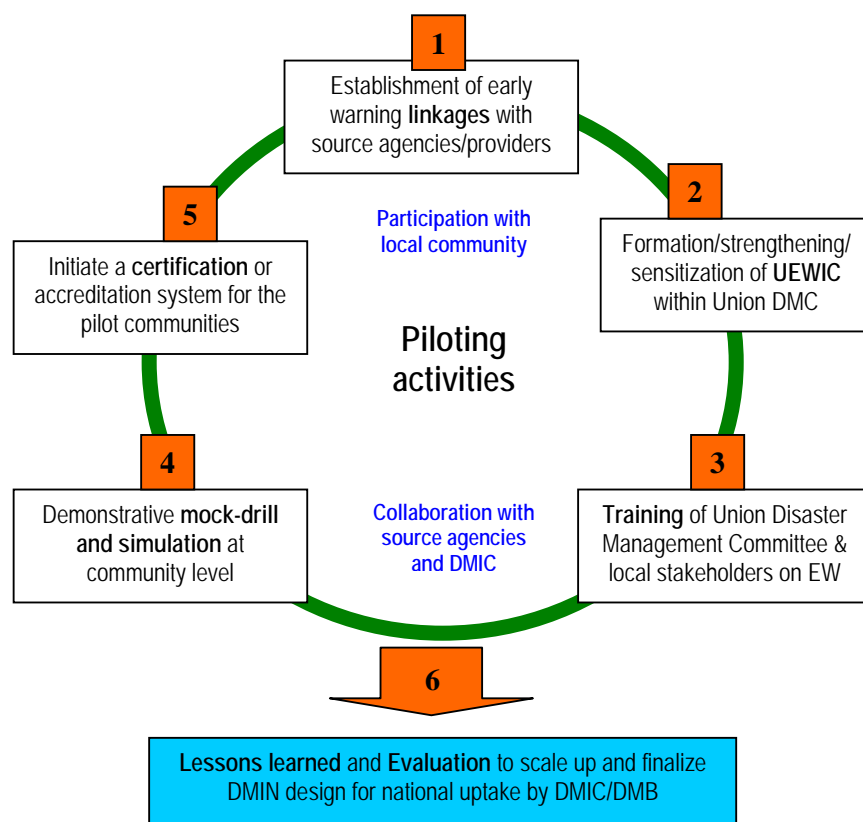 1
Establishment of early
warning linkages with
source agencies/providers
2
Formation/strengthening/
sensitization of UEWIC
within Union DMC
3
Training of Union Disaster
Management Committee &
local stakeholders on EW
4
Demonstrative mock-drill
and simulation at
community level
5
Initiate a certification or
accreditation system for the
pilot communities
Participation with
local community
Piloting
activities
Collaboration with
source agencies
and DMIC
6
Lessons learned and Evaluation to scale up and finalize
DMIN design for national uptake by DMIC/DMB